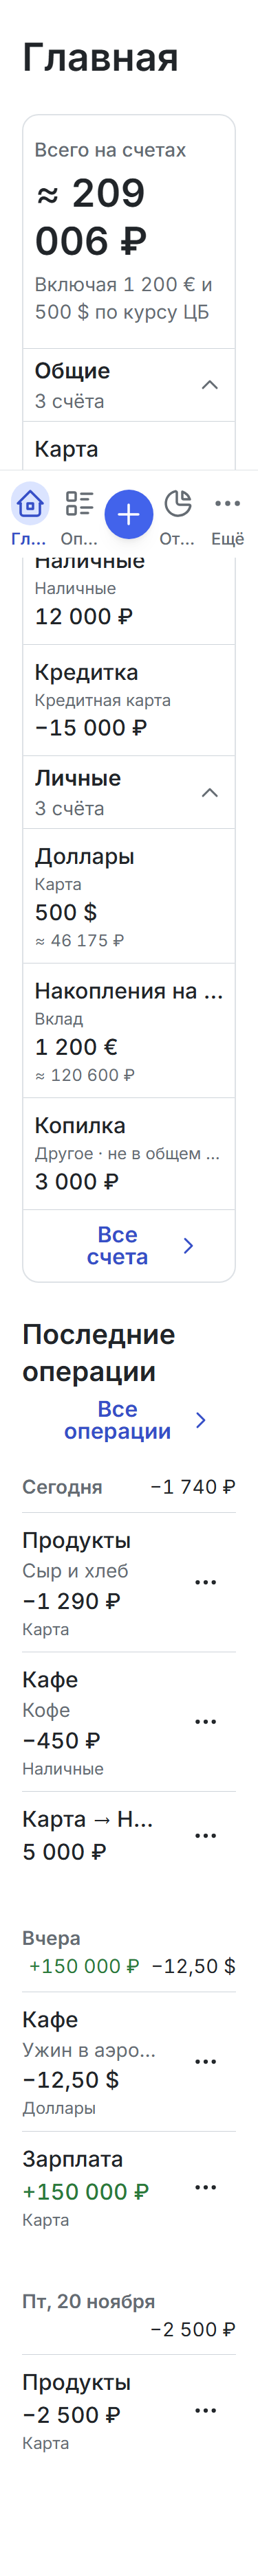 Главная
Всего на счетах
≈ 209
006 ₽
Включая 1 200 € и
500 $ по курсу ЦБ
Общие
3 счёта
Карта
Гл...
Оп...
От...
Ещё
Наличные
Наличные
12 000 ₽
Кредитка
Кредитная карта
−15 000 ₽
Личные
3 счёта
Доллары
Карта
500 $
≈ 46 175 ₽
Накопления на ...
Вклад
1 200 €
≈ 120 600 ₽
Копилка
Другое · не в общем ...
3 000 ₽
Все
счета
Последние
операции
Все
операции
Сегодня −1 740 ₽
Продукты
Сыр и хлеб
−1 290 ₽
Карта
Кафе
Кофе
−450 ₽
Наличные
Карта → Н...
5 000 ₽
Вчера
+150 000 ₽ −12,50 $
Кафе
Ужин в аэро...
−12,50 $
Доллары
Зарплата
+150 000 ₽
Карта
Пт, 20 ноября
−2 500 ₽
Продукты
−2 500 ₽
Карта